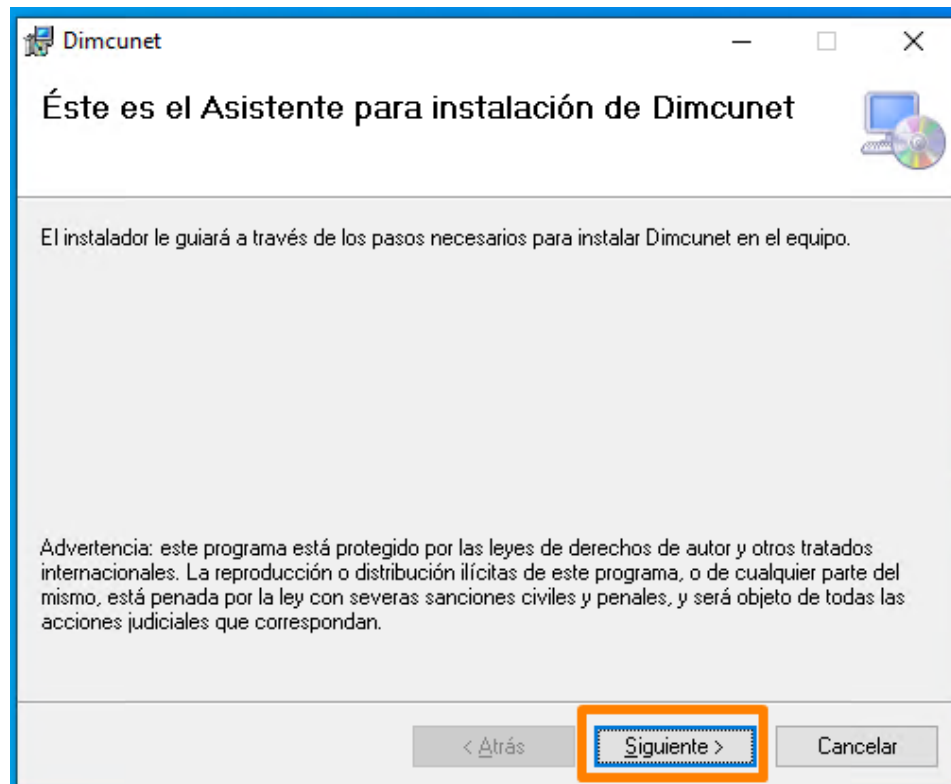 Dimcunet
Éste es el Asistente para instalación de Dimcunet
El instalador le guiará a través de los pasos necesarios para instalar Dimcunet en el equipo.
Advertencia: este programa está protegido por las leyes de derechos de autor y otros tratados
internacionales. La reproducción o distribución ilícitas de este programa, o de cualquier parte del
mismo, está penada por la ley con severas sanciones civiles y penales, y será objeto de todas las
acciones judiciales que correspondan.
< Atrás
Siguiente >
Cancelar